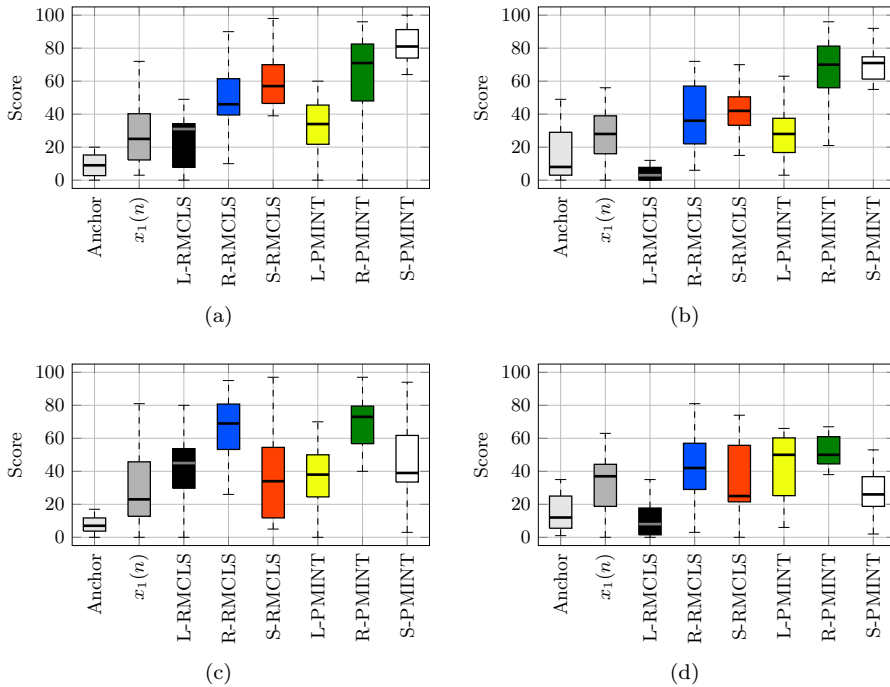 100
80
60
40
20
0
Score
Anchor
x₁(n)
L-RMCLS
R-RMCLS
S-RMCLS
L-PMINT
R-PMINT
S-PMINT
(a)
100
80
60
40
20
0
Score
Anchor
x₁(n)
L-RMCLS
R-RMCLS
S-RMCLS
L-PMINT
R-PMINT
S-PMINT
(b)
100
80
60
40
20
0
Score
Anchor
x₁(n)
L-RMCLS
R-RMCLS
S-RMCLS
L-PMINT
R-PMINT
S-PMINT
(c)
100
80
60
40
20
0
Score
Anchor
x₁(n)
L-RMCLS
R-RMCLS
S-RMCLS
L-PMINT
R-PMINT
S-PMINT
(d)